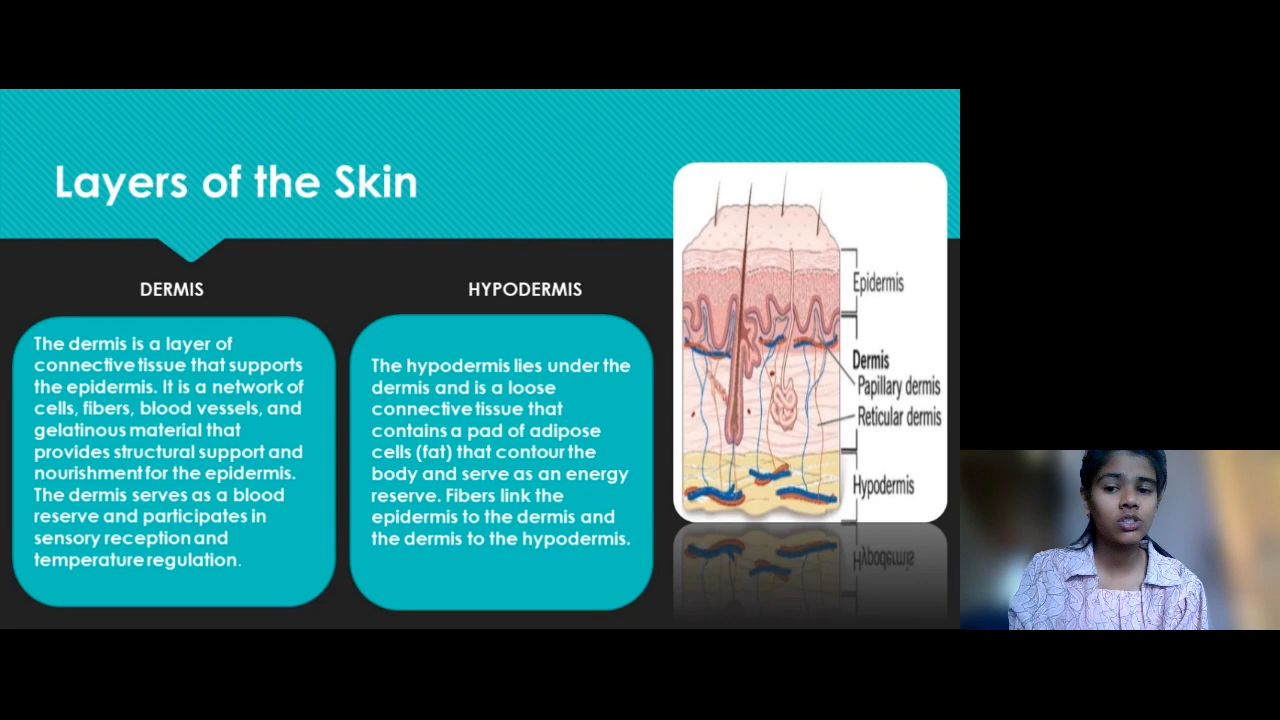 Layers of the Skin
DERMIS
The dermis is a layer of
connective tissue that supports
the epidermis. It is a network of
cells, fibers, blood vessels, and
gelatinous material that
provides structural support and
nourishment for the epidermis.
The dermis serves as a blood
reserve and participates in
sensory reception and
temperature regulation.
HYPODERMIS
The hypodermis lies under the
dermis and is a loose
connective tissue that
contains a pad of adipose
cells (fat) that contour the
body and serve as an energy
reserve. Fibers link the
epidermis to the dermis and
the dermis to the hypodermis.
Epidermis
Dermis
Papillary dermis
Reticular dermis
Hypodermis